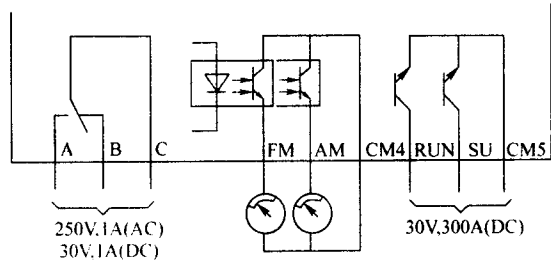 A B C FM AM CM4 RUN SU CM5
250V,1A(AC)
30V,1A(DC)
30V,300A(DC)